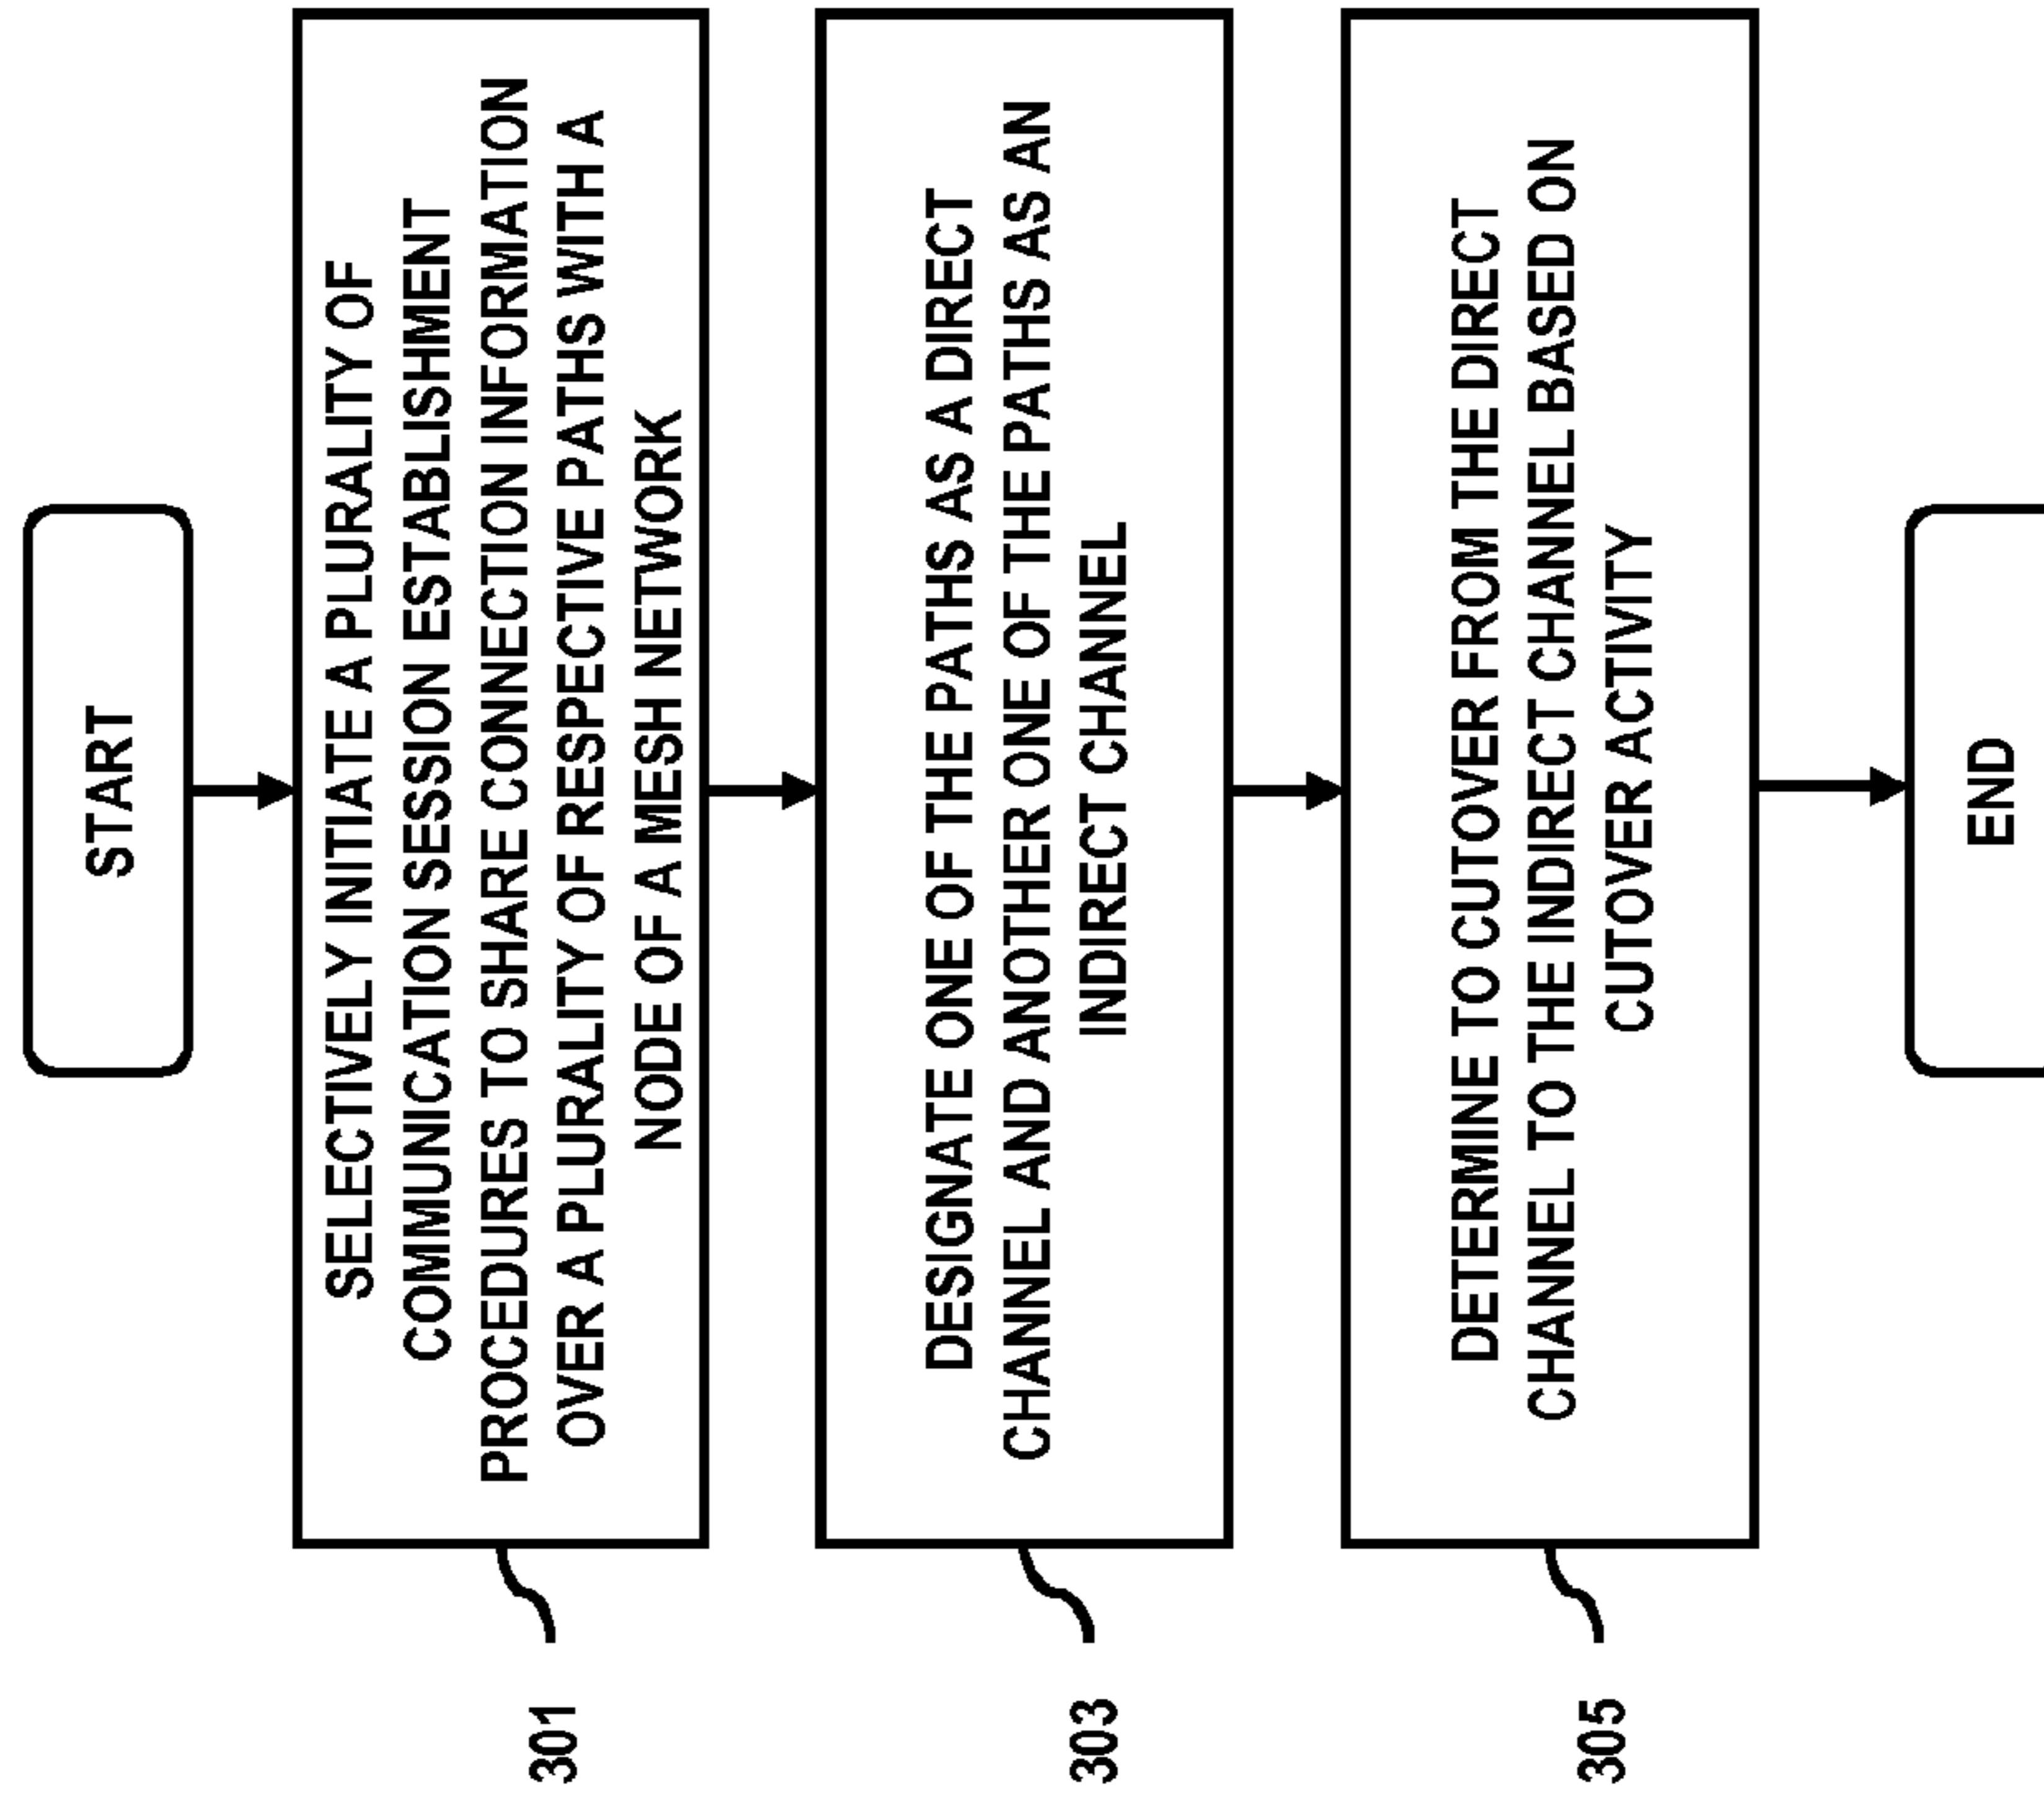 START
SELECTIVELY INITIATE A PLURALITY OF
COMMUNICATION SESSION ESTABLISHMENT
PROCEDURES TO SHARE CONNECTION INFORMATION
OVER A PLURALITY OF RESPECTIVE PATHS WITH A
NODE OF A MESH NETWORK
301
DESIGNATE ONE OF THE PATHS AS A DIRECT
CHANNEL AND ANOTHER ONE OF THE PATHS AS AN
INDIRECT CHANNEL
303
DETERMINE TO CUTOVER FROM THE DIRECT
CHANNEL TO THE INDIRECT CHANNEL BASED ON
CUTOVER ACTIVITY
305
END